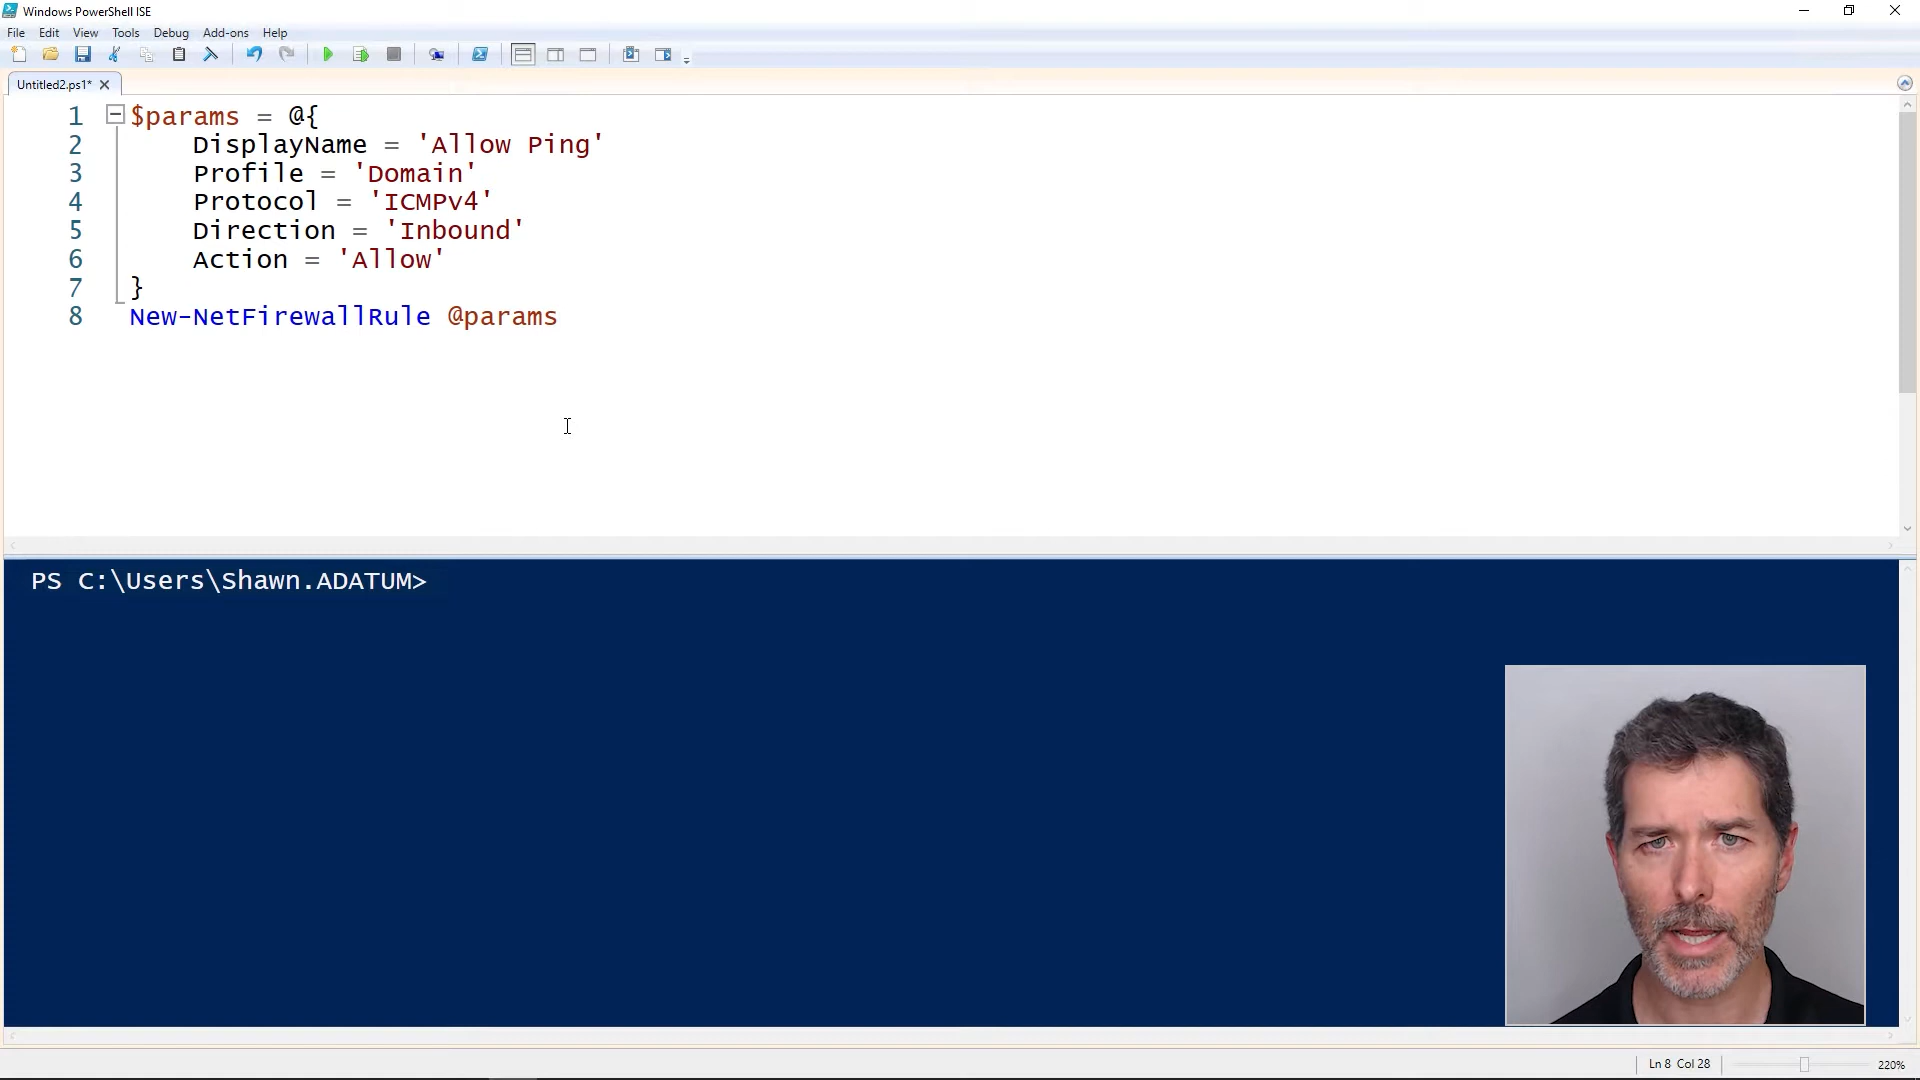 Windows PowerShell ISE
File Edit View Tools Debug Add-ons Help
Untitled2.ps1*
1 $params = @{
2 DisplayName = 'Allow Ping'
3 Profile = 'Domain'
4 Protocol = 'ICMPv4'
5 Direction = 'Inbound'
6 Action = 'Allow'
7 }
8 New-NetFirewallRule @params
PS C:\Users\Shawn.ADATUM>
Ln 8 Col 28 220%